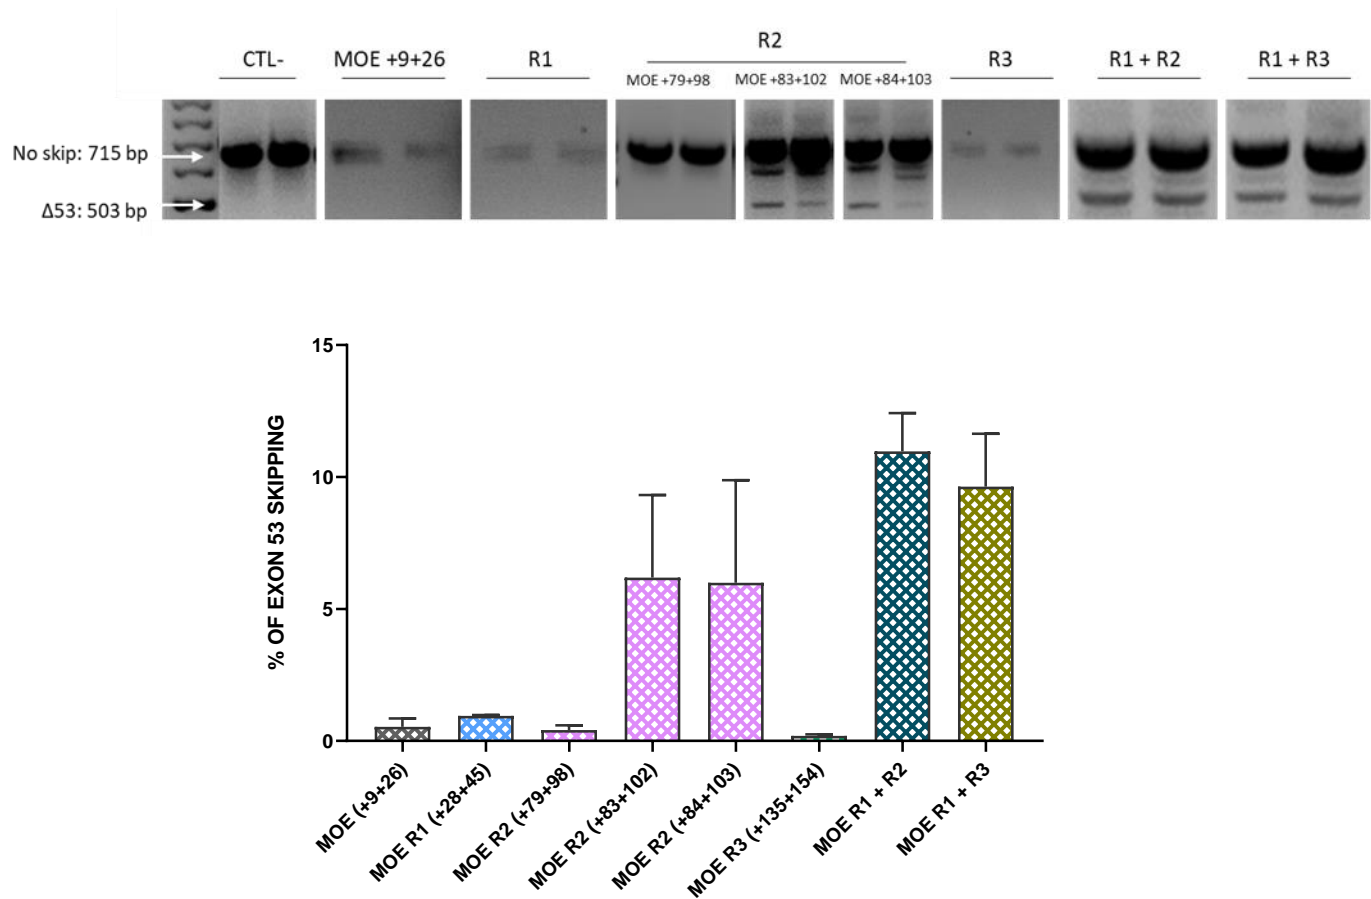 R2
CTL-
MOE +9+26
R1
R3
R1 + R2
R1 + R3
MOE +79+98
MOE +83+102
MOE +84+103
No skip: 715 bp
Δ53: 503 bp
% OF EXON 53 SKIPPING
15
10
5
0
MOE (+9+26)
MOE R1 (+28+45)
MOE R2 (+79+98)
MOE R2 (+83+102)
MOE R2 (+84+103)
MOE R3 (+135+154)
MOE R1 + R2
MOE R1 + R3